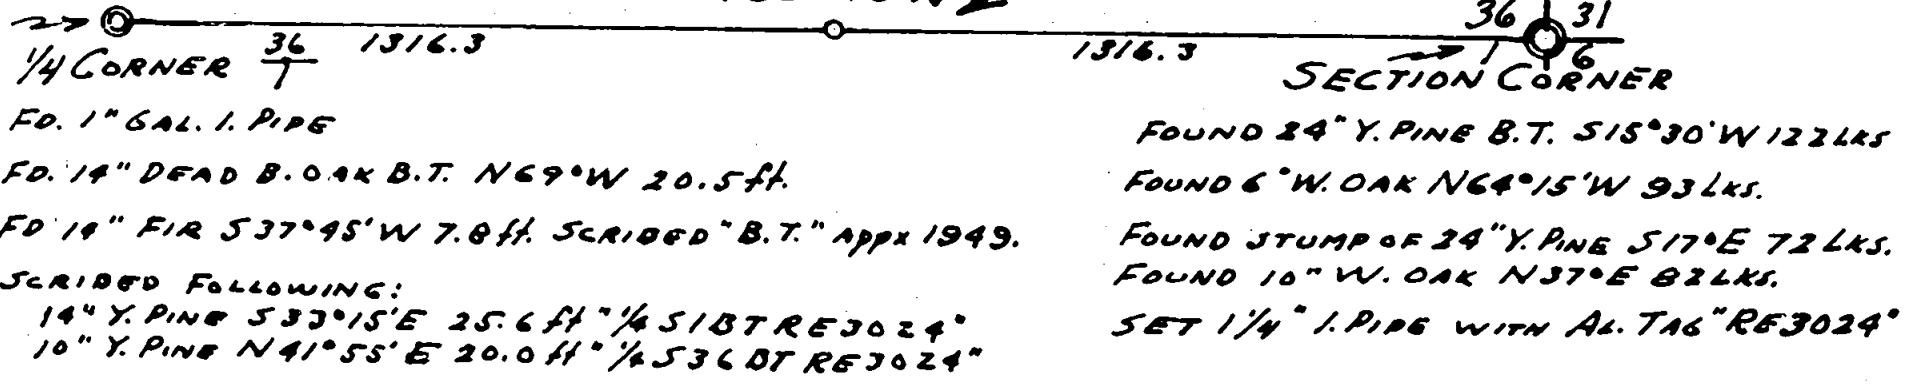 36 31
1316.3 1316.3 1 6
1/4 CORNER 36/1
SECTION CORNER
FD. 1" GAL. I. PIPE
FD. 14" DEAD B. OAK B.T. N69°W 20.5 ft.
FD 14" FIR S37°45'W 7.8 ft. SCRIBED "B.T." Appx 1949.
SCRIBED FOLLOWING:
14" Y. PINE S33°15'E 25.6 ft "1/4 S1 BT RE3024"
10" Y. PINE N41°55'E 20.0 ft "1/4 S36 BT RE3024"
FOUND 24" Y. PINE B.T. S15°30'W 122 LKS
FOUND 6" W. OAK N64°15'W 93 LKS.
FOUND STUMP OF 24" Y. PINE S17°E 72 LKS.
FOUND 10" W. OAK N37°E 82 LKS.
SET 1 1/4" I. PIPE WITH AL. TAG "RE3024"